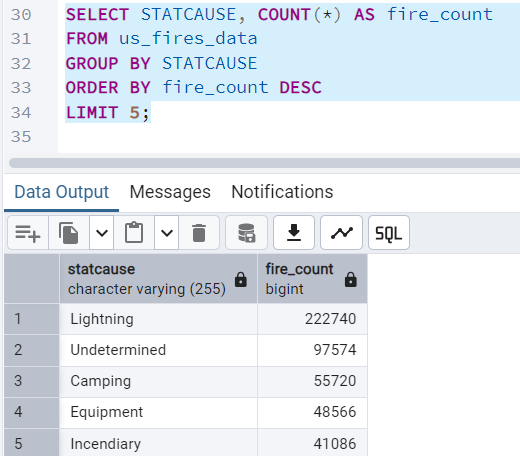 30 SELECT STATCAUSE, COUNT(*) AS fire_count
31 FROM us_fires_data
32 GROUP BY STATCAUSE
33 ORDER BY fire_count DESC
34 LIMIT 5;
35
Data Output Messages Notifications
SQL
statcause fire_count
character varying (255) bigint
1 Lightning 222740
2 Undetermined 97574
3 Camping 55720
4 Equipment 48566
5 Incendiary 41086